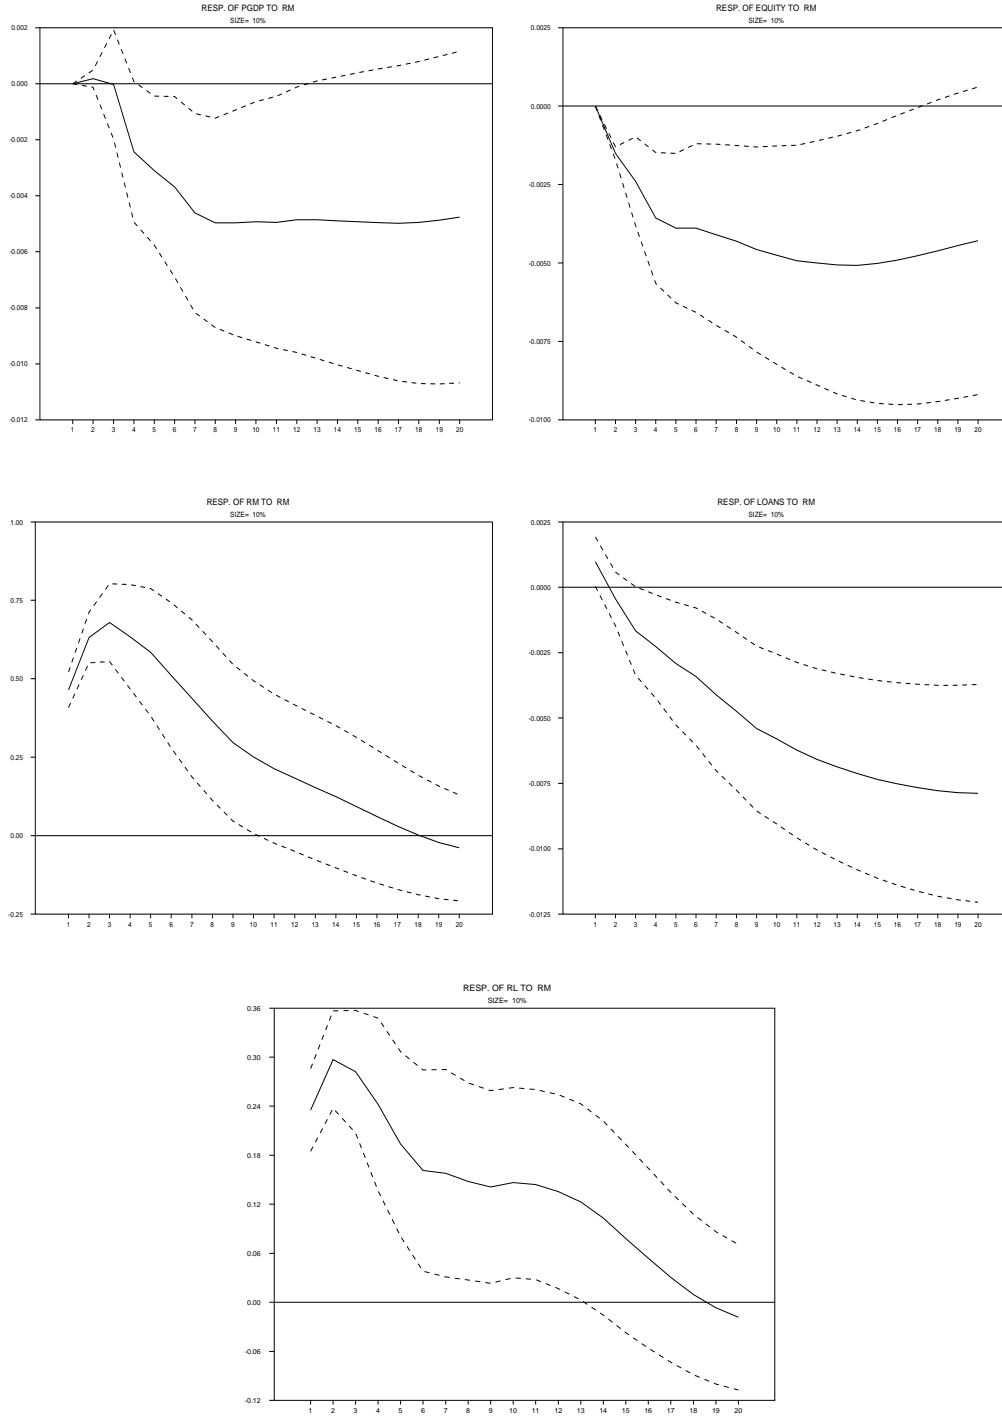 RESP. OF PGDP TO RM
SIZE= 10%
0.002
0.000
-0.002
-0.004
-0.006
-0.008
-0.010
-0.012
1 2 3 4 5 6 7 8 9 10 11 12 13 14 15 16 17 18 19 20
RESP. OF EQUITY TO RM
SIZE= 10%
0.0025
0.0000
-0.0025
-0.0050
-0.0075
-0.0100
1 2 3 4 5 6 7 8 9 10 11 12 13 14 15 16 17 18 19 20
RESP. OF RM TO RM
SIZE= 10%
1.00
0.75
0.50
0.25
0.00
-0.25
1 2 3 4 5 6 7 8 9 10 11 12 13 14 15 16 17 18 19 20
RESP. OF LOANS TO RM
SIZE= 10%
0.0025
0.0000
-0.0025
-0.0050
-0.0075
-0.0100
-0.0125
1 2 3 4 5 6 7 8 9 10 11 12 13 14 15 16 17 18 19 20
RESP. OF RL TO RM
SIZE= 10%
0.36
0.30
0.24
0.18
0.12
0.06
0.00
-0.06
-0.12
1 2 3 4 5 6 7 8 9 10 11 12 13 14 15 16 17 18 19 20